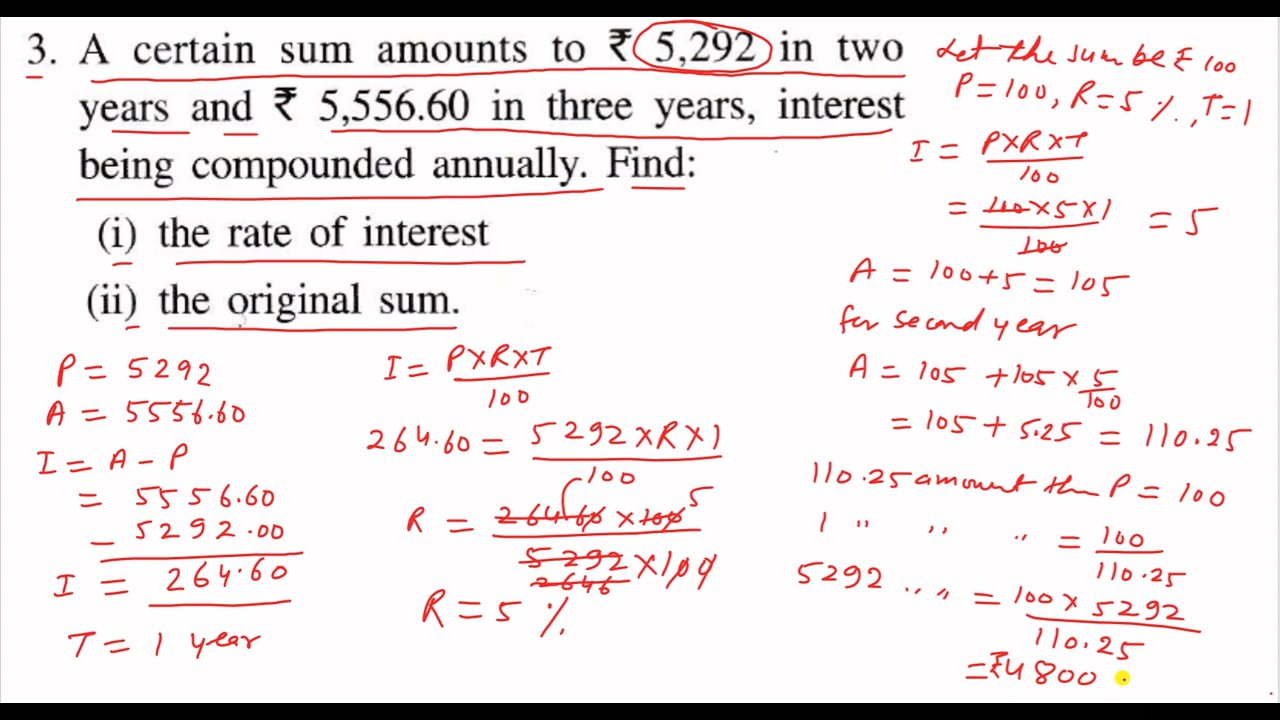 3. A certain sum amounts to ₹ 5,292 in two
years and ₹ 5,556.60 in three years, interest
being compounded annually. Find:
(i) the rate of interest
(ii) the original sum.
P = 5292
A = 5556.60
I = A - P
= 5556.60
- 5292.00
I = 264.60
T = 1 year
I = P×R×T
100
264.60 = 5292×R×1
100
R = 26460 × 100 5
5292 × 100
2646
R = 5 %
Let the sum be ₹ 100
P = 100, R = 5 %, T = 1
I = P×R×T
100
= 100×5×1 = 5
100
A = 100+5 = 105
for second year
A = 105 + 105 × 5
100
= 105 + 5.25 = 110.25
110.25 amount then P = 100
1 " " " = 100
110.25
5292 " " " = 100 × 5292
110.25
= ₹4800